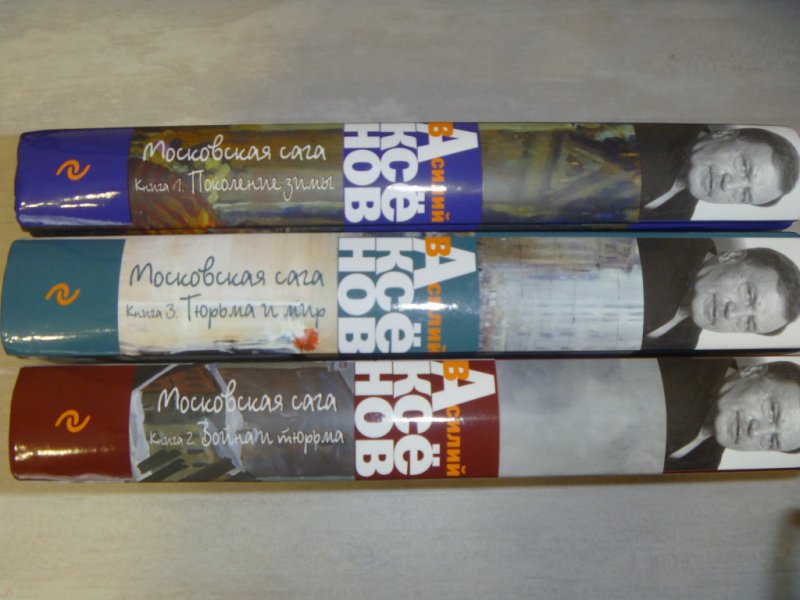 Московская сага
Книга 1. Поколение зимы
Василий
Аксёнов
Московская сага
Книга 3. Тюрьма и мир
Василий
Аксёнов
Московская сага
Книга 2. Война и тюрьма
Василий
Аксёнов